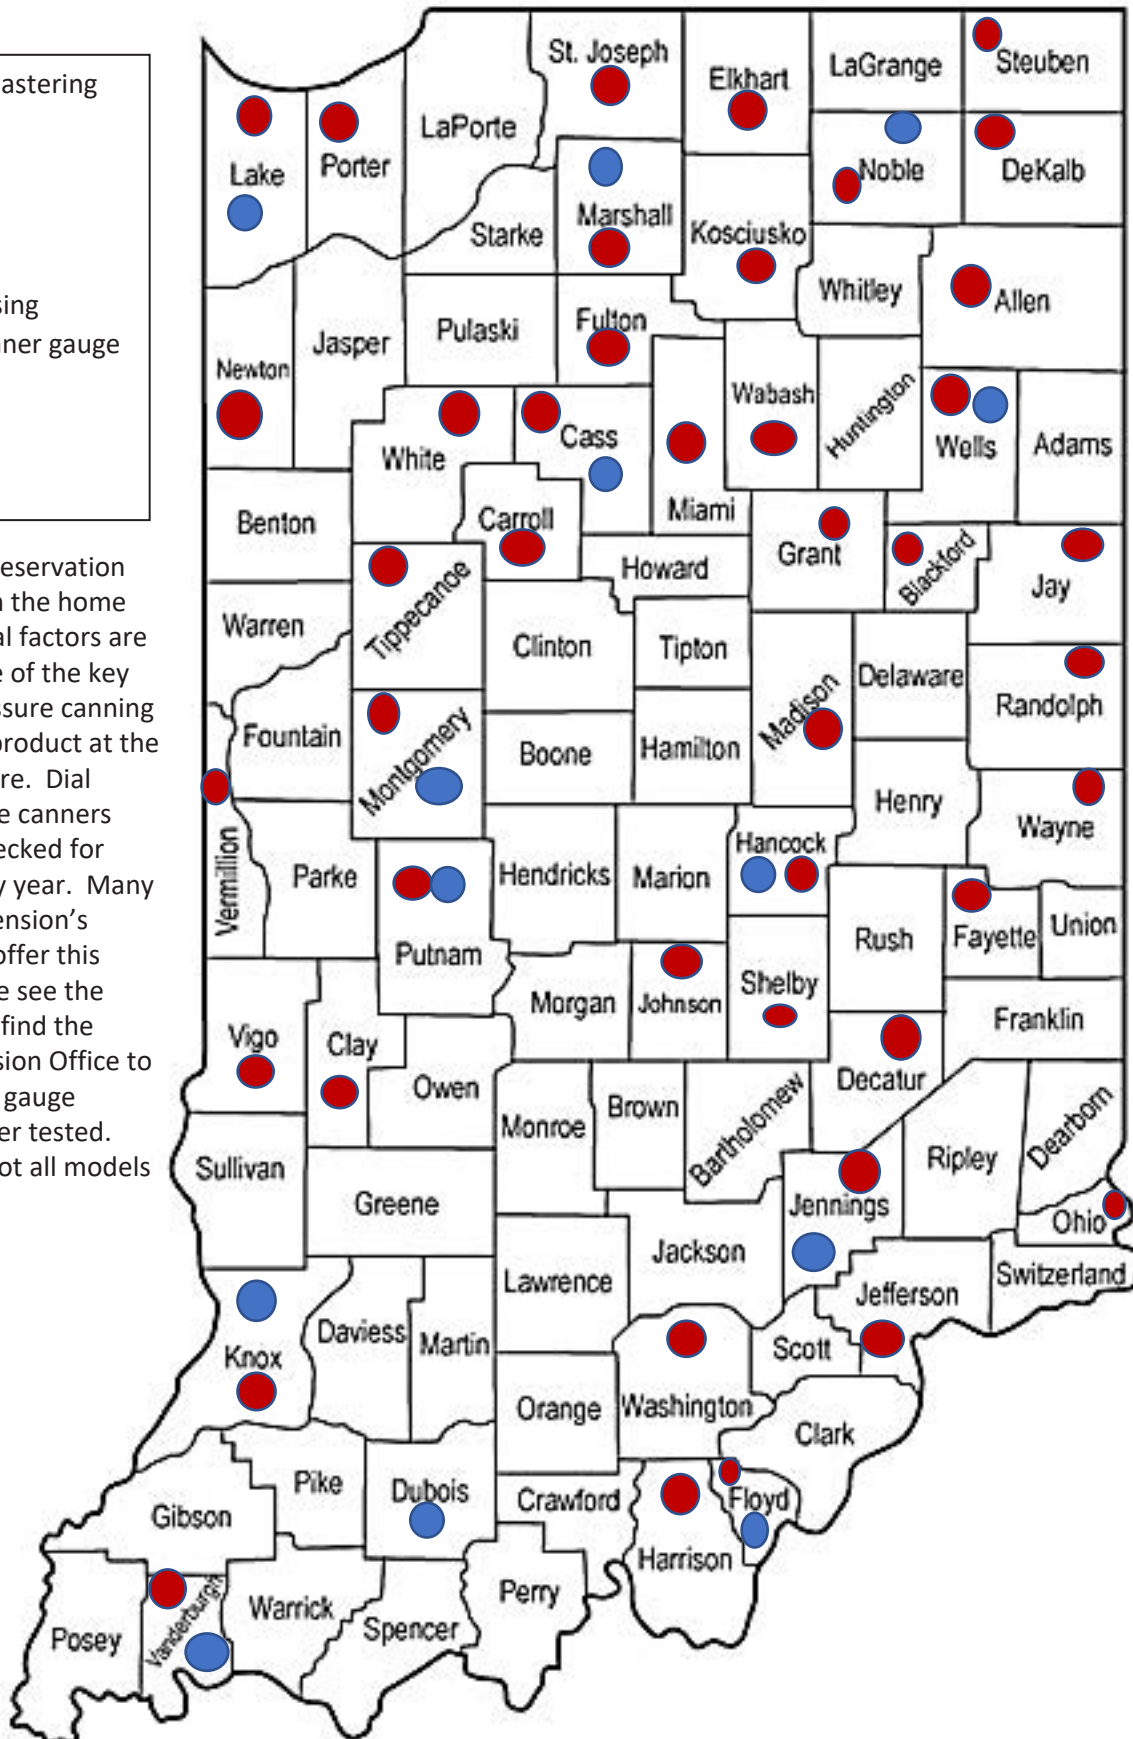 astering
sing
nner gauge
eservation
n the home
al factors are
e of the key
ssure canning
product at the
re. Dial
e canners
ecked for
y year. Many
ension's
offer this
e see the
find the
sion Office to
gauge
er tested.
ot all models
St. Joseph
Elkhart
LaGrange
Steuben
LaPorte
Lake
Porter
Noble
DeKalb
Marshall
Starke
Kosciusko
Whitley
Allen
Pulaski
Fulton
Jasper
Newton
Wabash
Huntington
Wells
Adams
White
Cass
Miami
Benton
Carroll
Grant
Blackford
Jay
Howard
Warren
Tippecanoe
Clinton
Tipton
Delaware
Randolph
Madison
Fountain
Montgomery
Boone
Hamilton
Henry
Wayne
Vermillion
Parke
Putnam
Hendricks
Marion
Hancock
Rush
Fayette
Union
Shelby
Morgan
Johnson
Franklin
Vigo
Clay
Owen
Decatur
Monroe
Brown
Bartholomew
Ripley
Dearborn
Sullivan
Greene
Jennings
Ohio
Jackson
Lawrence
Switzerland
Jefferson
Knox
Daviess
Martin
Scott
Orange
Washington
Clark
Pike
Dubois
Crawford
Floyd
Gibson
Harrison
Perry
Warrick
Spencer
Posey
Vanderburgh